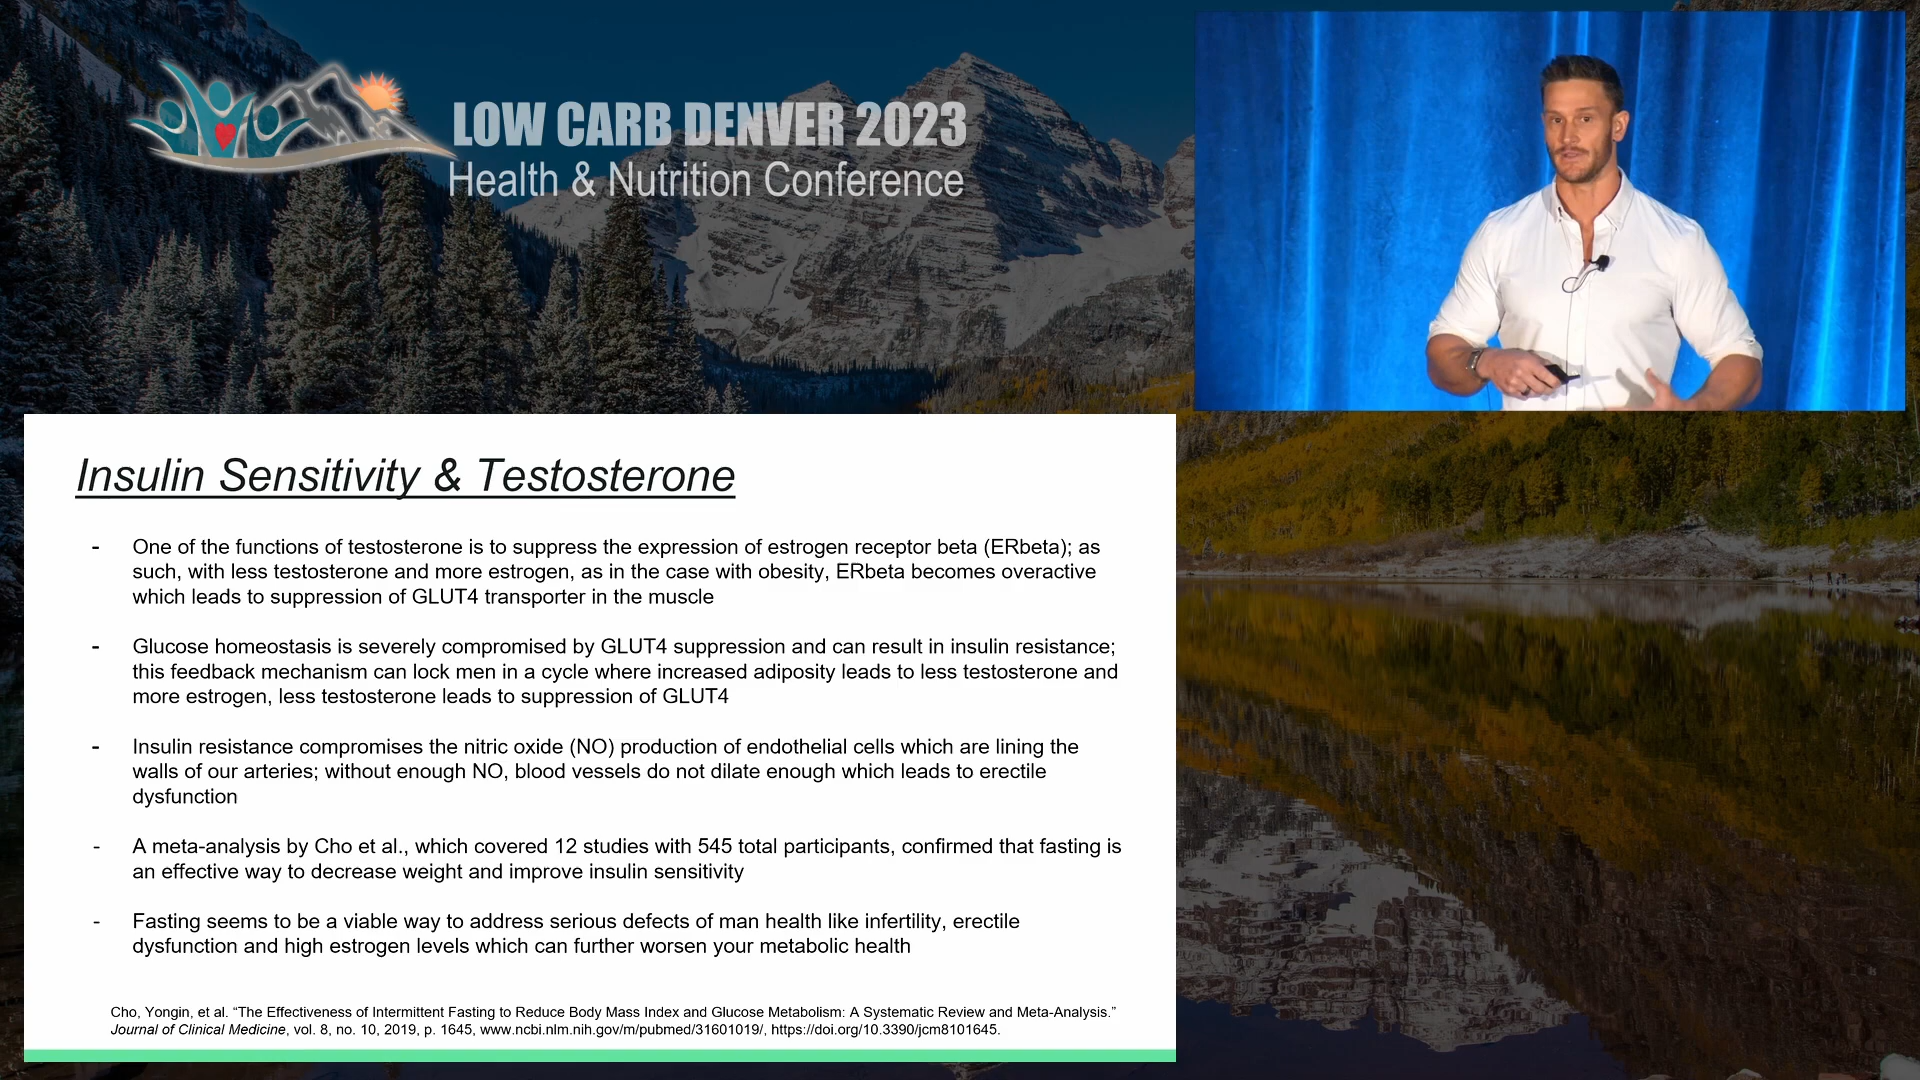 LOW CARB DENVER 2023
Health & Nutrition Conference
Insulin Sensitivity & Testosterone
- One of the functions of testosterone is to suppress the expression of estrogen receptor beta (ERbeta); as
such, with less testosterone and more estrogen, as in the case with obesity, ERbeta becomes overactive
which leads to suppression of GLUT4 transporter in the muscle
- Glucose homeostasis is severely compromised by GLUT4 suppression and can result in insulin resistance;
this feedback mechanism can lock men in a cycle where increased adiposity leads to less testosterone and
more estrogen, less testosterone leads to suppression of GLUT4
- Insulin resistance compromises the nitric oxide (NO) production of endothelial cells which are lining the
walls of our arteries; without enough NO, blood vessels do not dilate enough which leads to erectile
dysfunction
- A meta-analysis by Cho et al., which covered 12 studies with 545 total participants, confirmed that fasting is
an effective way to decrease weight and improve insulin sensitivity
- Fasting seems to be a viable way to address serious defects of man health like infertility, erectile
dysfunction and high estrogen levels which can further worsen your metabolic health
Cho, Yongin, et al. “The Effectiveness of Intermittent Fasting to Reduce Body Mass Index and Glucose Metabolism: A Systematic Review and Meta-Analysis.”
Journal of Clinical Medicine, vol. 8, no. 10, 2019, p. 1645, www.ncbi.nlm.nih.gov/m/pubmed/31601019/, https://doi.org/10.3390/jcm8101645.